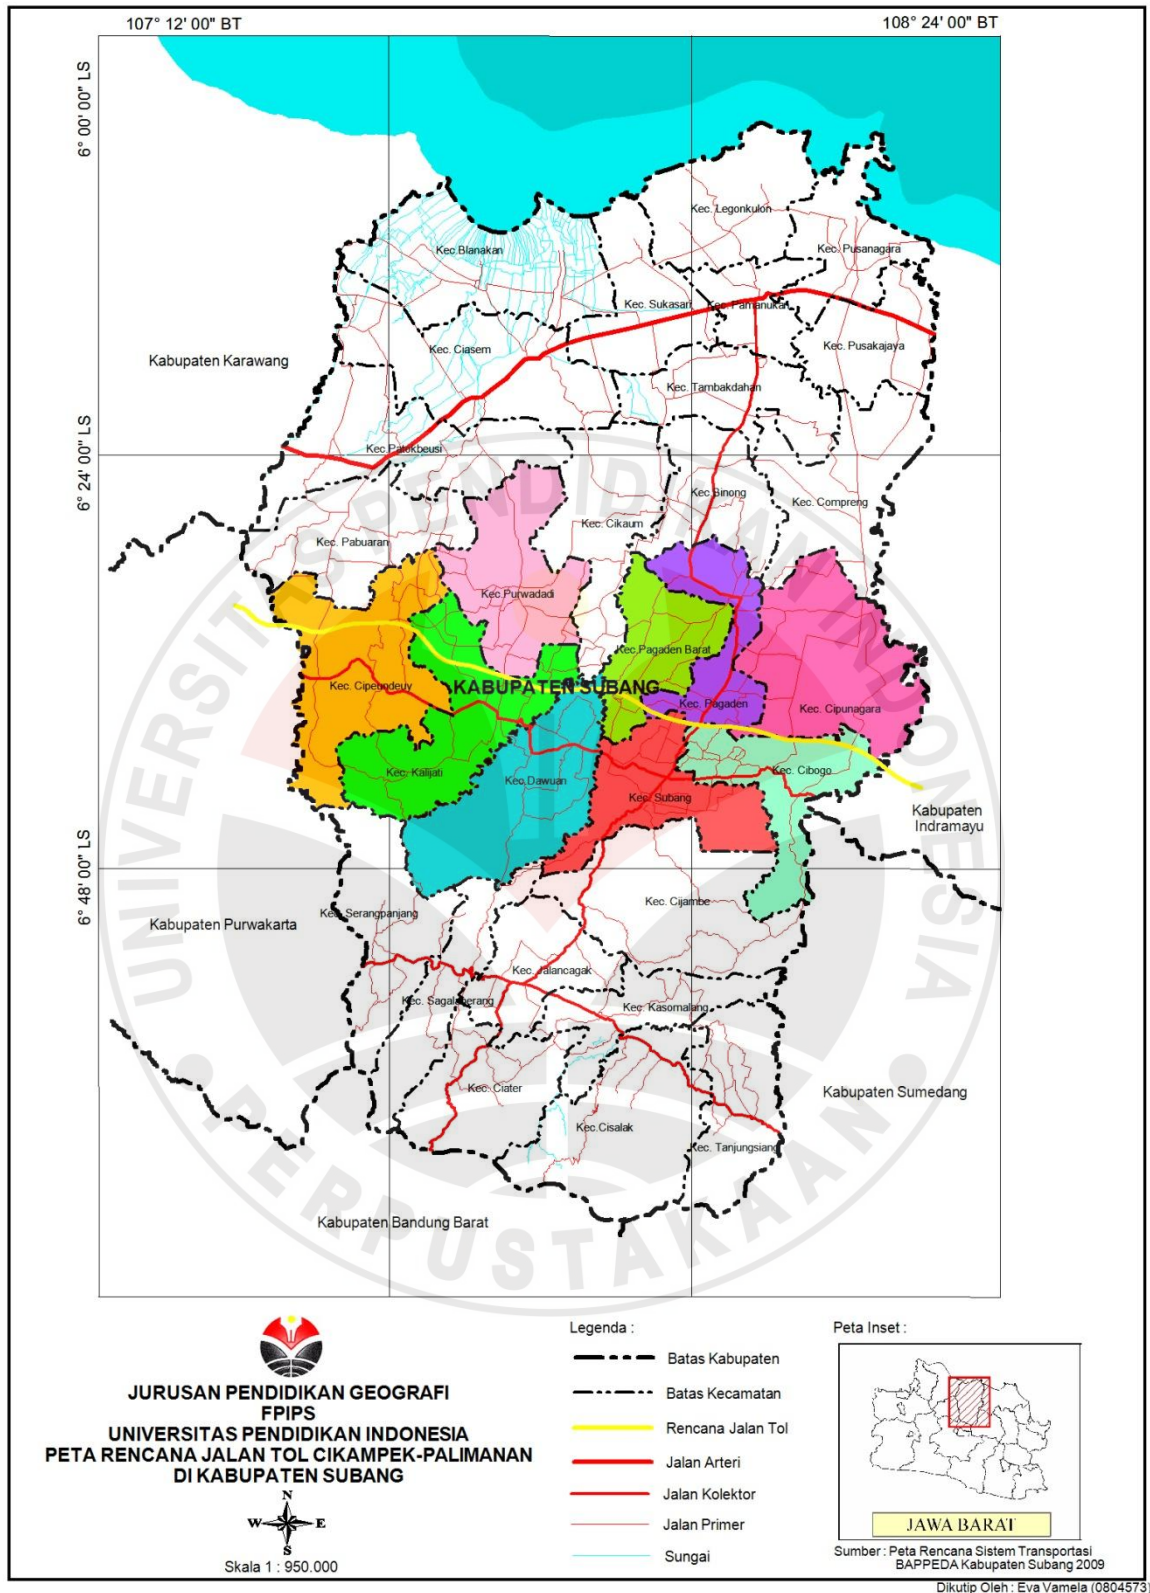 107° 12' 00" BT
108° 24' 00" BT
6° 00' 00" LS
Kec. Legonkulon
Kec. Blanakan
Kec. Pusanagara
Kec. Sukasari
Kec. Pamanukan
Kec. Ciasem
Kec. Pusakajaya
Kabupaten Karawang
Kec. Tambakdahan
6° 24' 00" LS
Kec. Patokbeusi
Kec. Binong
Kec. Compreng
Kec. Cikaum
Kec. Pabuaran
Kec. Purwadadi
Kec. Pagaden Barat
Kec. Cipeundeuy
KABUPATEN SUBANG
Kec. Pagaden
Kec. Cipunagara
Kec. Kalijati
Kec. Dawuan
Kec. Cibogo
Kec. Subang
Kabupaten
Indramayu
6° 48' 00" LS
Kec. Cijambe
Kec. Serangpanjang
Kabupaten Purwakarta
Kec. Jalancagak
Kec. Sagalaherang
Kec. Kasomalang
Kec. Ciater
Kabupaten Sumedang
Kec. Cisalak
Kec. Tanjungsiang
Kabupaten Bandung Barat
UNIVERSITAS PENDIDIKAN INDONESIA
PERPUSTAKAAN
JURUSAN PENDIDIKAN GEOGRAFI
FPIPS
UNIVERSITAS PENDIDIKAN INDONESIA
PETA RENCANA JALAN TOL CIKAMPEK-PALIMANAN
DI KABUPATEN SUBANG
N
W E
S
Skala 1 : 950.000
Legenda :
Batas Kabupaten
Batas Kecamatan
Rencana Jalan Tol
Jalan Arteri
Jalan Kolektor
Jalan Primer
Sungai
Peta Inset :
JAWA BARAT
Sumber : Peta Rencana Sistem Transportasi
BAPPEDA Kabupaten Subang 2009
Dikutip Oleh : Eva Vamela (0804573)